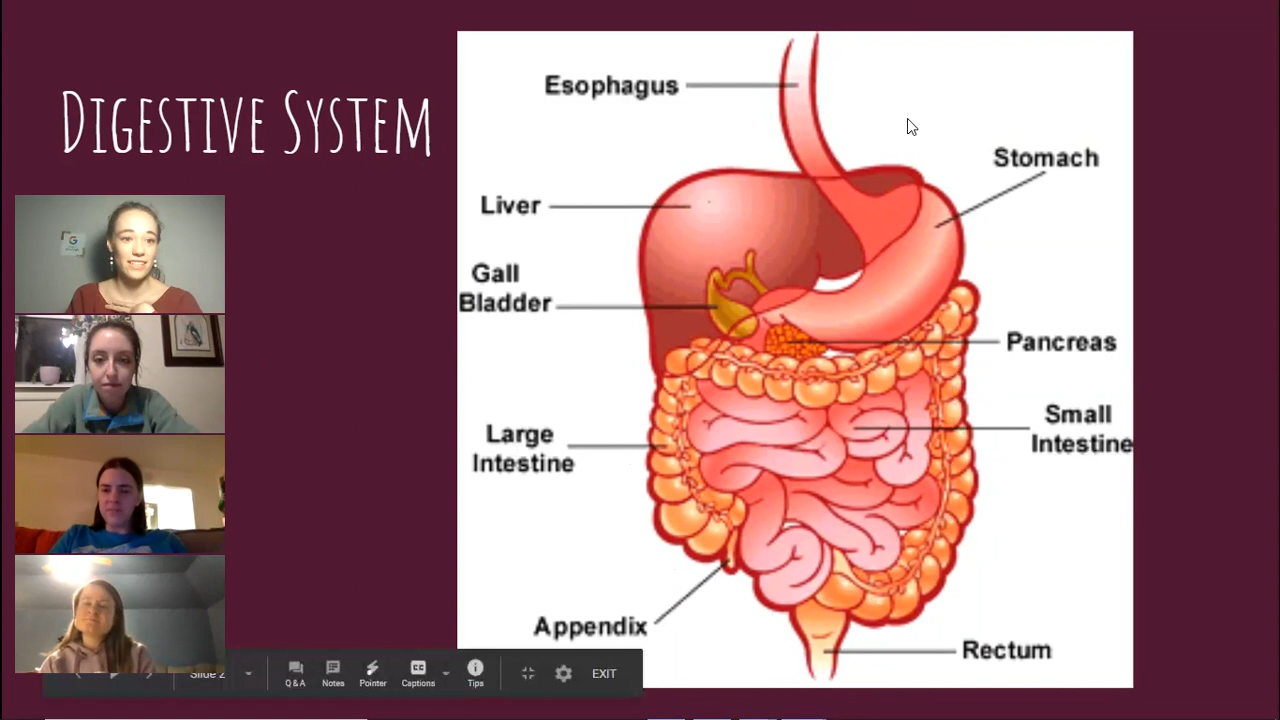 DIGESTIVE SYSTEM
Esophagus
Stomach
Liver
Gall
Bladder
Pancreas
Small
Intestine
Large
Intestine
Appendix
Rectum
Slide 2
Q & A
Notes
Pointer
CC
Captions
Tips
EXIT